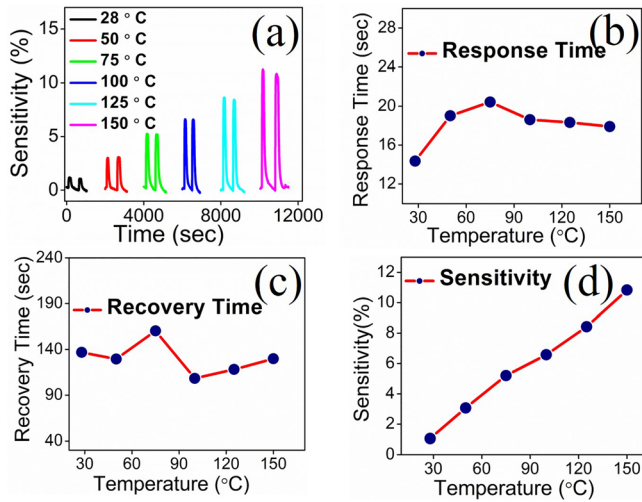 (a)
28 °C
50 °C
75 °C
100 °C
125 °C
150 °C
15
10
5
0
Sensitivity (%)
0 4000 8000 12000
Time (sec)
(b)
Response Time
28
24
20
16
12
Response Time (sec)
30 60 90 120 150
Temperature (°C)
(c)
Recovery Time
240
190
140
90
40
Recovery Time (sec)
30 60 90 120 150
Temperature (°C)
(d)
Sensitivity
12
10
8
6
4
2
0
Sensitivity(%)
30 60 90 120 150
Temperature (°C)